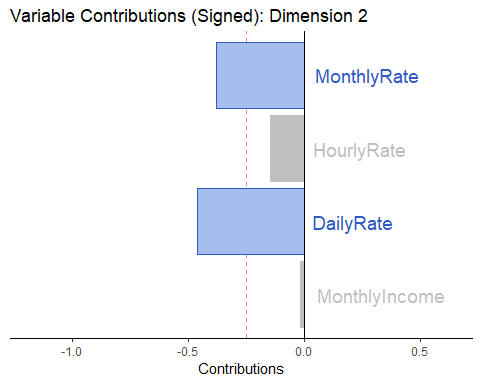 Variable Contributions (Signed): Dimension 2
MonthlyRate
HourlyRate
DailyRate
MonthlyIncome
-1.0 -0.5 0.0 0.5
Contributions